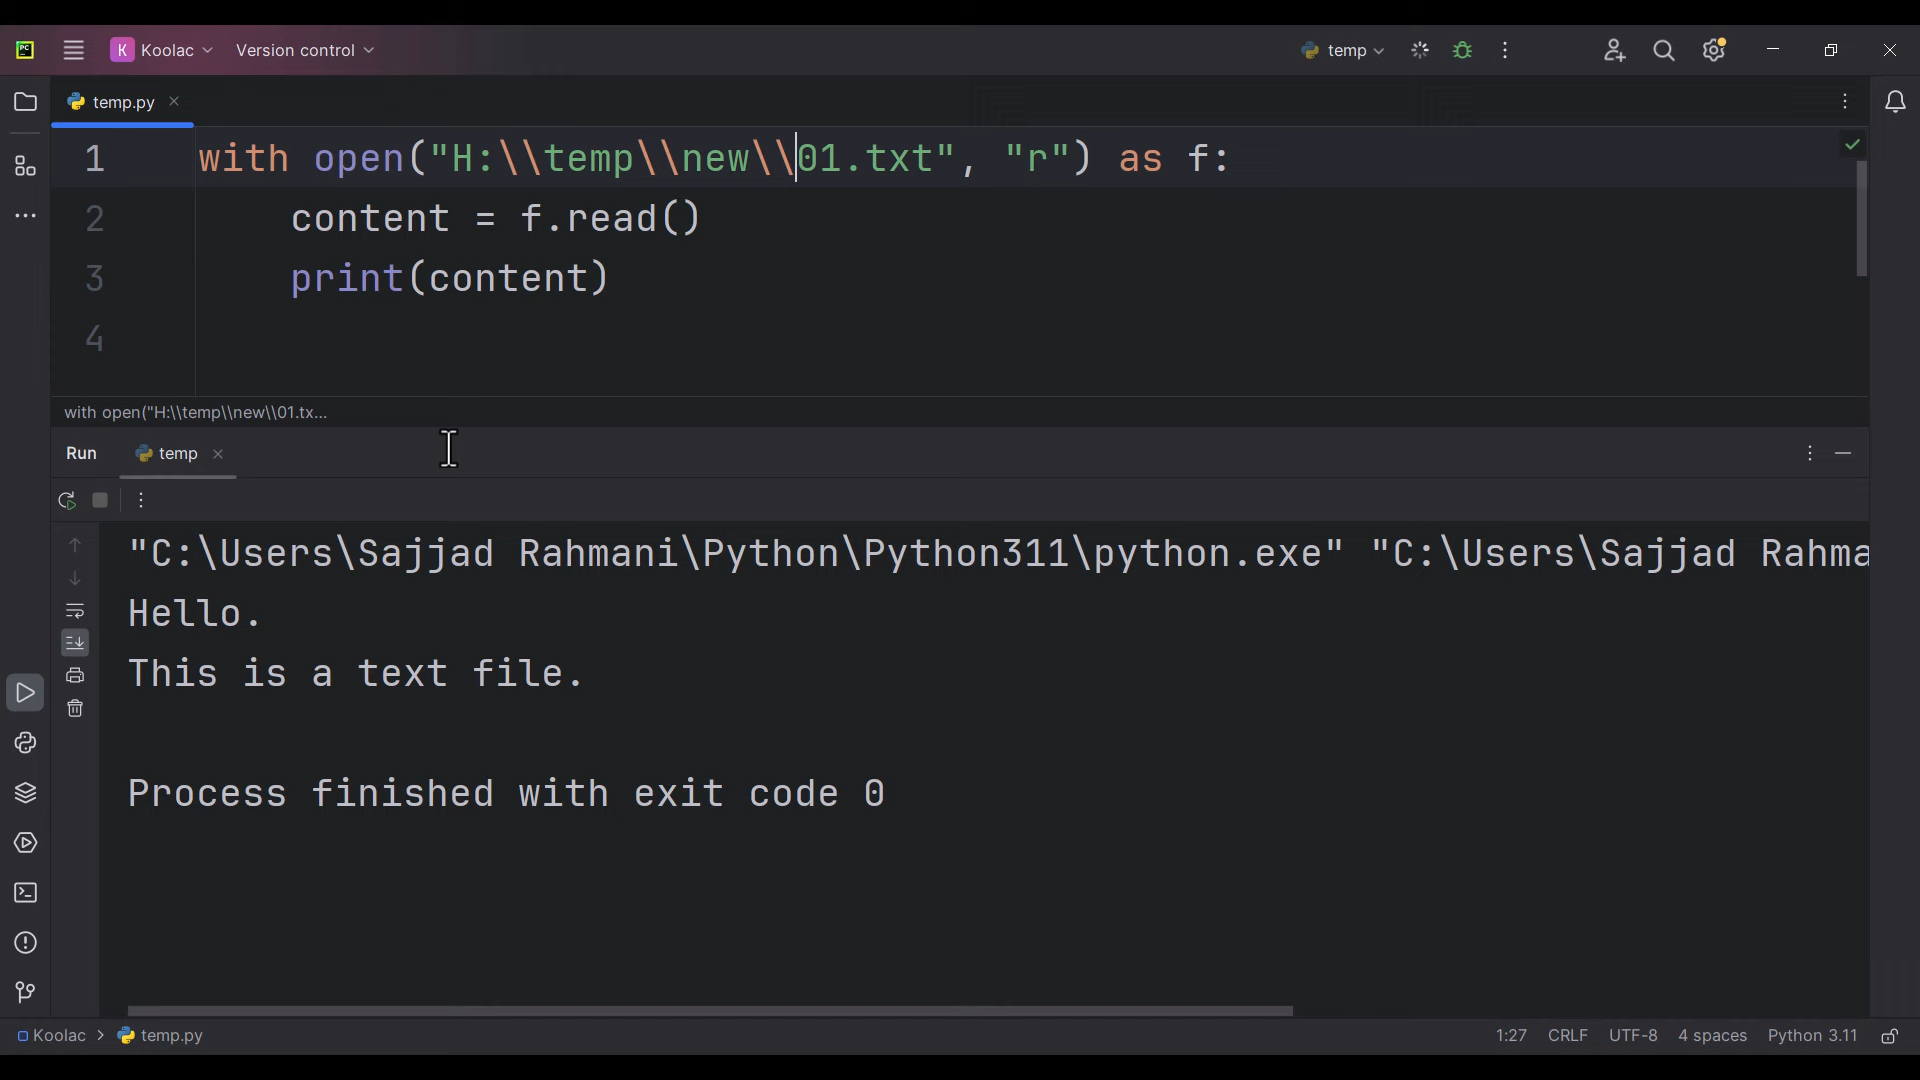 PC
K Koolac Version control temp
temp.py
1 with open("H:\\temp\\new\\01.txt", "r") as f:
2     content = f.read()
3     print(content)
4
with open("H:\\temp\\new\\01.tx...
Run temp
"C:\Users\Sajjad Rahmani\Python\Python311\python.exe" "C:\Users\Sajjad Rahma
Hello.
This is a text file.
Process finished with exit code 0
Koolac > temp.py 1:27 CRLF UTF-8 4 spaces Python 3.11